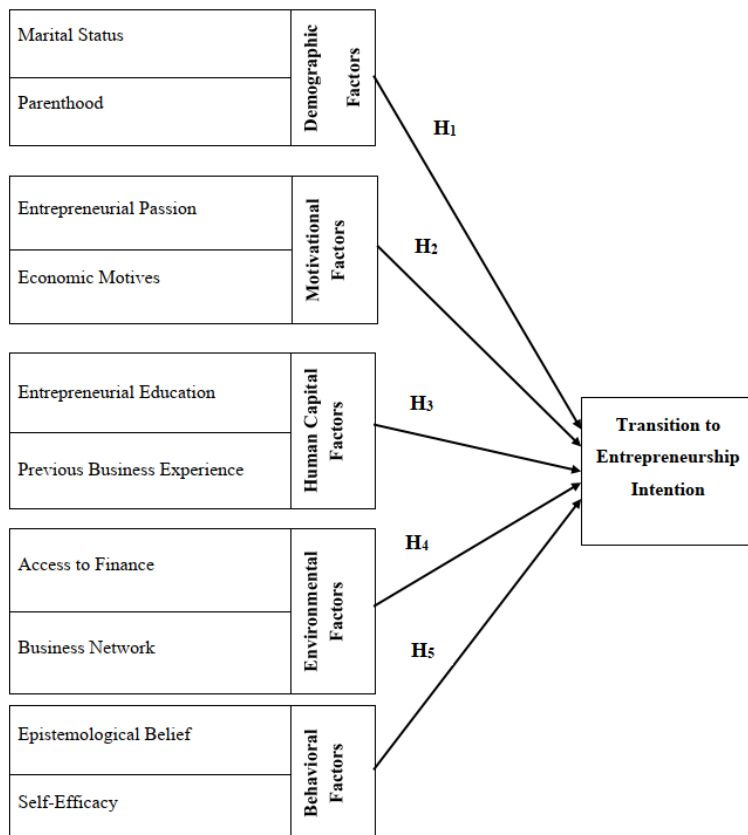 Marital Status
Parenthood
Demographic
Factors
H1
Entrepreneurial Passion
Economic Motives
Motivational
Factors
H2
Entrepreneurial Education
Previous Business Experience
Human Capital
Factors
H3
Transition to
Entrepreneurship
Intention
Access to Finance
Business Network
Environmental
Factors
H4
Epistemological Belief
Self-Efficacy
Behavioral
Factors
H5